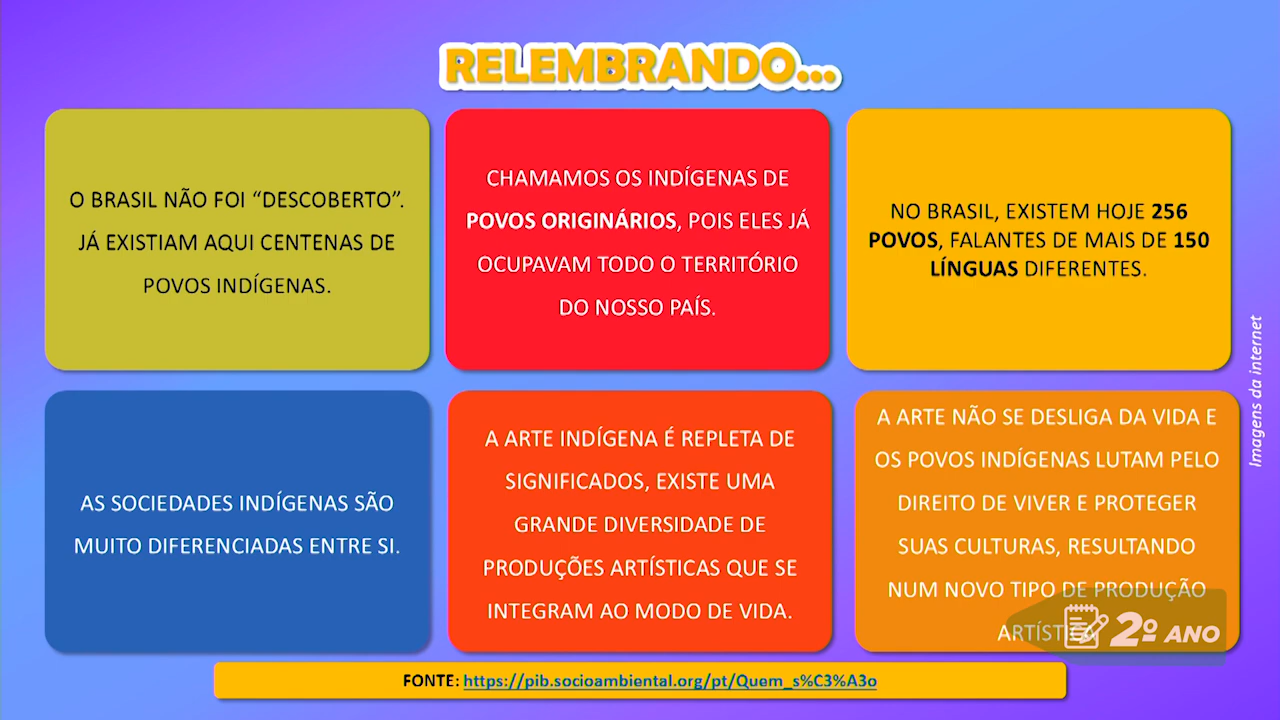 RELEMBRANDO...
O BRASIL NÃO FOI “DESCOBERTO”.
JÁ EXISTIAM AQUI CENTENAS DE
POVOS INDÍGENAS.
CHAMAMOS OS INDÍGENAS DE
POVOS ORIGINÁRIOS, POIS ELES JÁ
OCUPAVAM TODO O TERRITÓRIO
DO NOSSO PAÍS.
NO BRASIL, EXISTEM HOJE 256
POVOS, FALANTES DE MAIS DE 150
LÍNGUAS DIFERENTES.
AS SOCIEDADES INDÍGENAS SÃO
MUITO DIFERENCIADAS ENTRE SI.
A ARTE INDÍGENA É REPLETA DE
SIGNIFICADOS, EXISTE UMA
GRANDE DIVERSIDADE DE
PRODUÇÕES ARTÍSTICAS QUE SE
INTEGRAM AO MODO DE VIDA.
A ARTE NÃO SE DESLIGA DA VIDA E
OS POVOS INDÍGENAS LUTAM PELO
DIREITO DE VIVER E PROTEGER
SUAS CULTURAS, RESULTANDO
NUM NOVO TIPO DE PRODUÇÃO
ARTÍSTICA
2º ANO
FONTE: https://pib.socioambiental.org/pt/Quem_s%C3%A3o
Imagens da internet